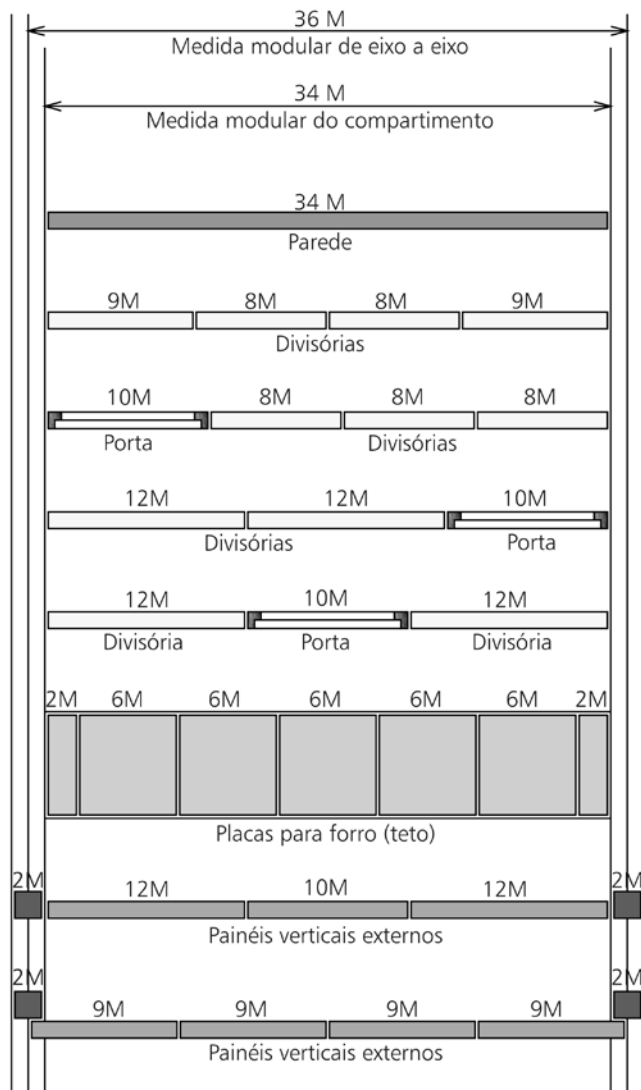 36 M
Medida modular de eixo a eixo
34 M
Medida modular do compartimento
34 M
Parede
9M 8M 8M 9M
Divisórias
10M 8M 8M 8M
Porta Divisórias
12M 12M 10M
Divisórias Porta
12M 10M 12M
Divisória Porta Divisória
2M 6M 6M 6M 6M 6M 2M
Placas para forro (teto)
2M 12M 10M 12M 2M
Painéis verticais externos
2M 9M 9M 9M 9M 2M
Painéis verticais externos